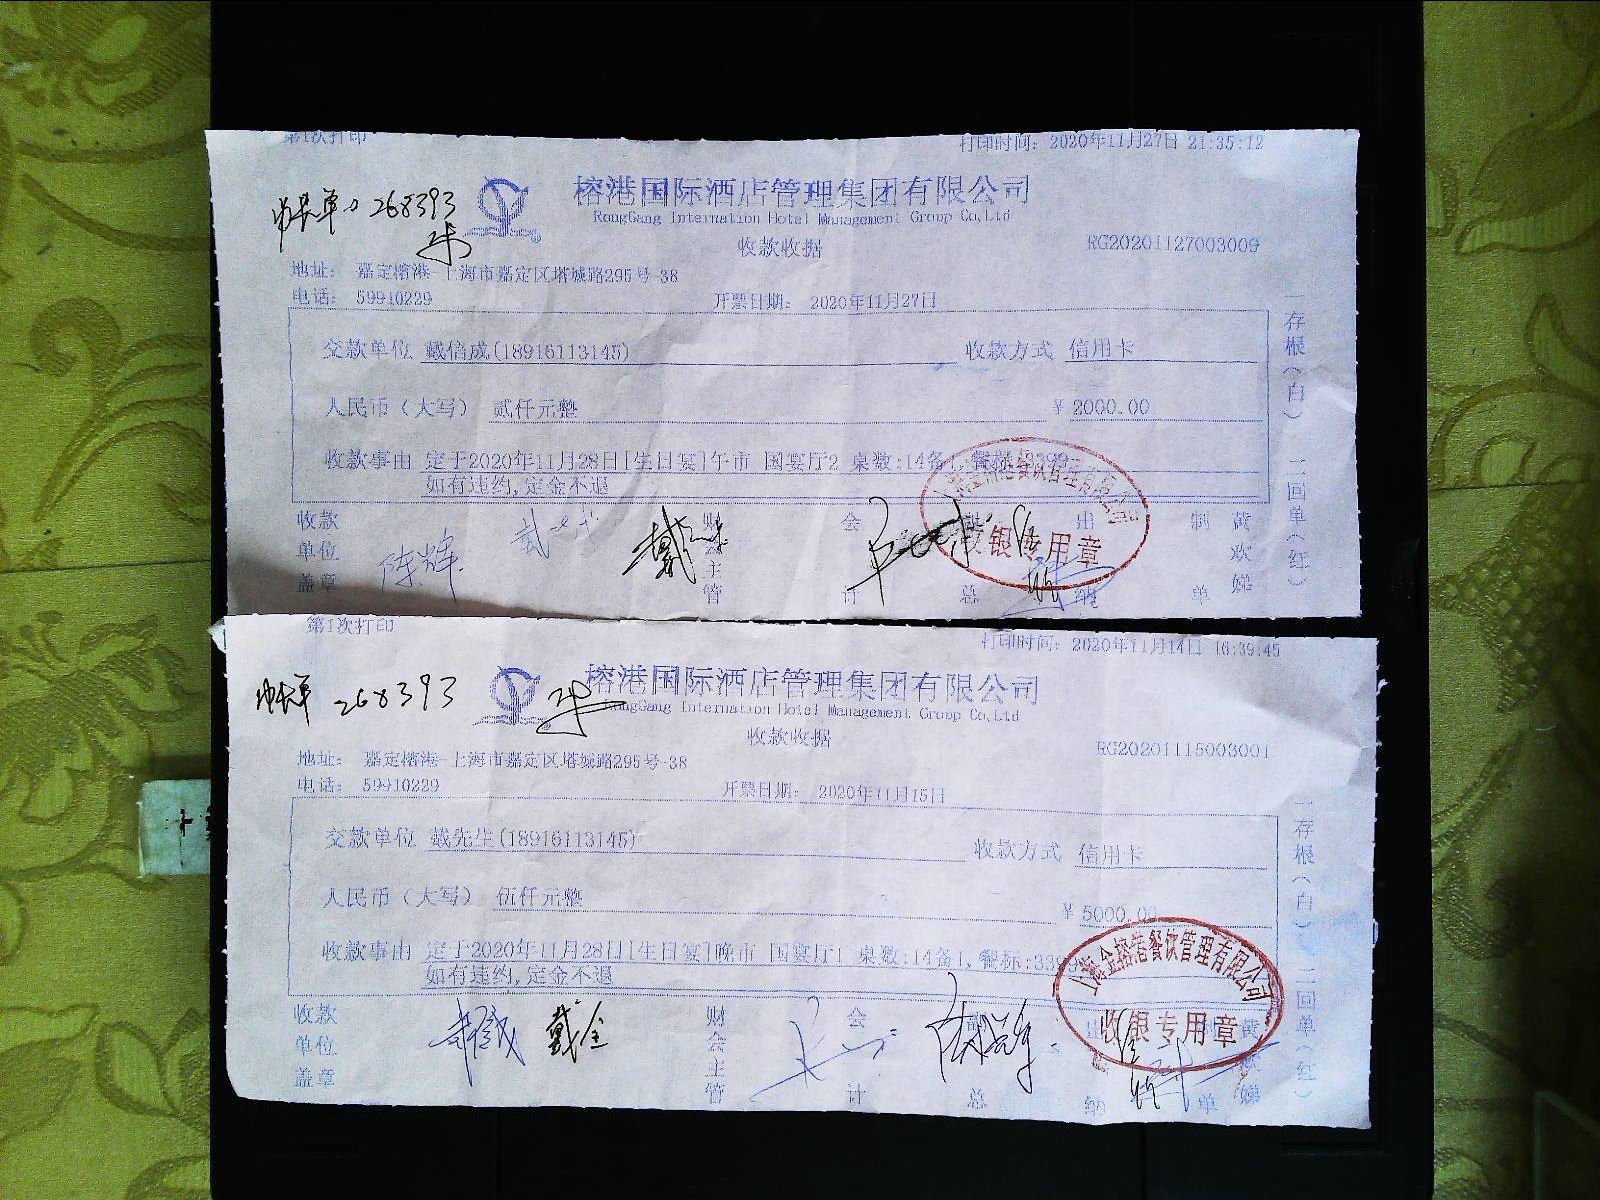 第1次打印
打印时间： 2020年11月27日 21:35:12
268393
榕港国际酒店管理集团有限公司
RongGang Internation Hotel Management Group Co,Ltd
收款收据
RG20201127003009
地址： 嘉定榕港-上海市嘉定区塔城路295号-38
电话： 59910229
开票日期： 2020年11月27日
交款单位 戴信成(18916113145)
收款方式 信用卡
人民币（大写） 贰仟元整
￥ 2000.00
收款事由 定于2020年11月28日[生日宴]午市 国宴厅2 桌数:14备1,餐标:3399
如有违约,定金不退
收款单位盖章
陈辉
财会主管
会计
出纳
制单
黄欢娣
收银专用章
存根（白） 二回单（红）
第1次打印
打印时间： 2020年11月14日 16:39:45
268393
榕港国际酒店管理集团有限公司
RongGang Internation Hotel Management Group Co,Ltd
收款收据
RG20201115003001
地址： 嘉定榕港-上海市嘉定区塔城路295号-38
电话： 59910229
开票日期： 2020年11月15日
交款单位 戴先生(18916113145)
收款方式 信用卡
人民币（大写） 伍仟元整
￥ 5000.00
收款事由 定于2020年11月28日[生日宴]晚市 国宴厅1 桌数:14备1,餐标:3399
如有违约,定金不退
收款单位盖章
财会主管
会计
上海金榕港餐饮管理有限公司
收银专用章
存根（白） 二回单（红）